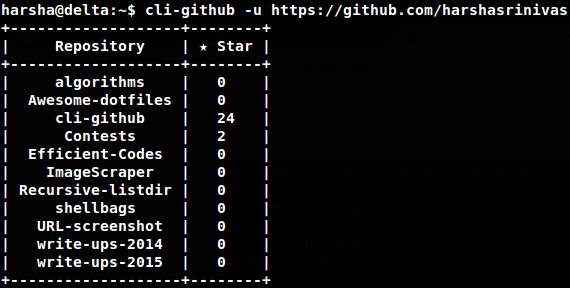 harsha@delta:~$ cli-github -u https://github.com/harshasrinivas
+-------------------+--------+
|     Repository    | ★ Star |
+-------------------+--------+
|     algorithms    |   0    |
|  Awesome-dotfiles |   0    |
|     cli-github    |   24   |
|      Contests     |   2    |
|  Efficient-Codes  |   0    |
|    ImageScraper   |   0    |
| Recursive-listdir |   0    |
|     shellbags     |   0    |
|   URL-screenshot  |   0    |
|   write-ups-2014  |   0    |
|   write-ups-2015  |   0    |
+-------------------+--------+